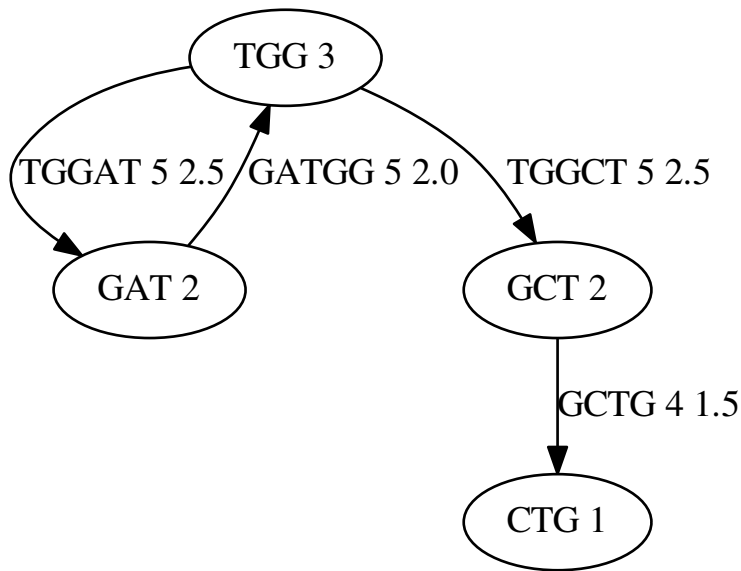 TGG 3
TGGAT 5 2.5
GATGG 5 2.0
TGGCT 5 2.5
GAT 2
GCT 2
GCTG 4 1.5
CTG 1